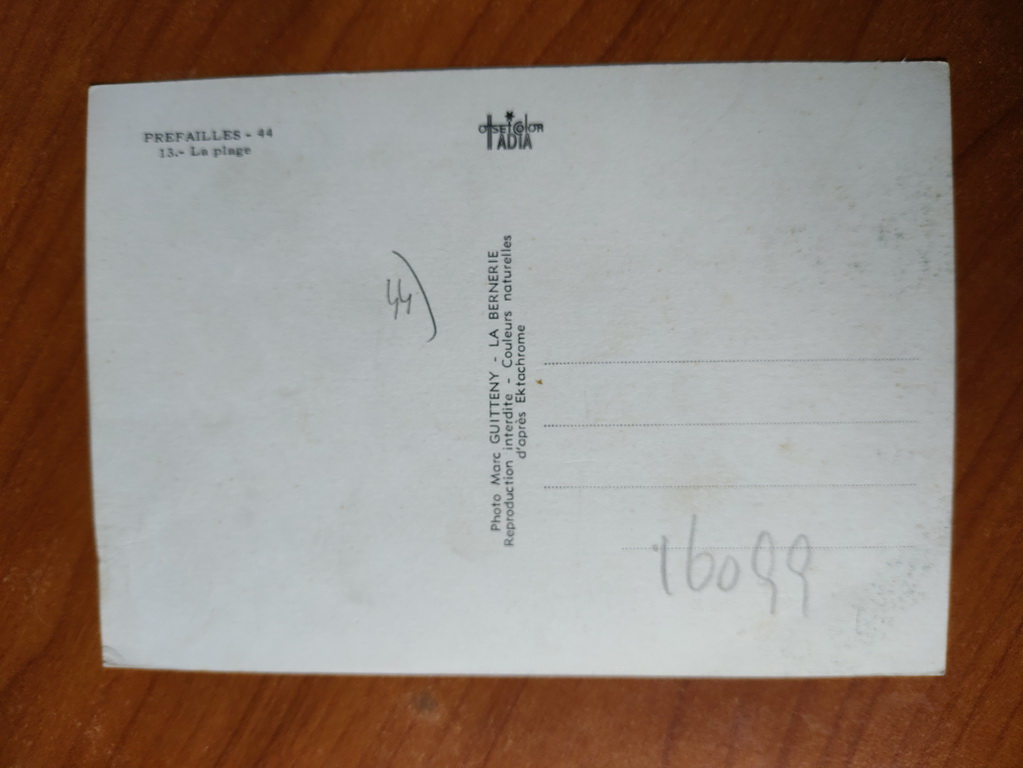 PREFAILLES - 44
13.- La plage
OFFSET COLOR
TADIA
44)
Photo Marc GUITTENY - LA BERNERIE
Reproduction interdite - Couleurs naturelles
d'après Ektachrome
16099